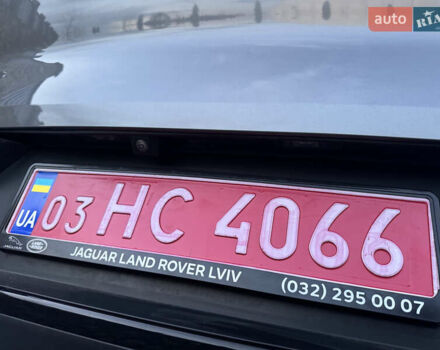 auto RIA
UA 03 HC 4066
JAGUAR LAND ROVER LVIV (032) 295 00 07